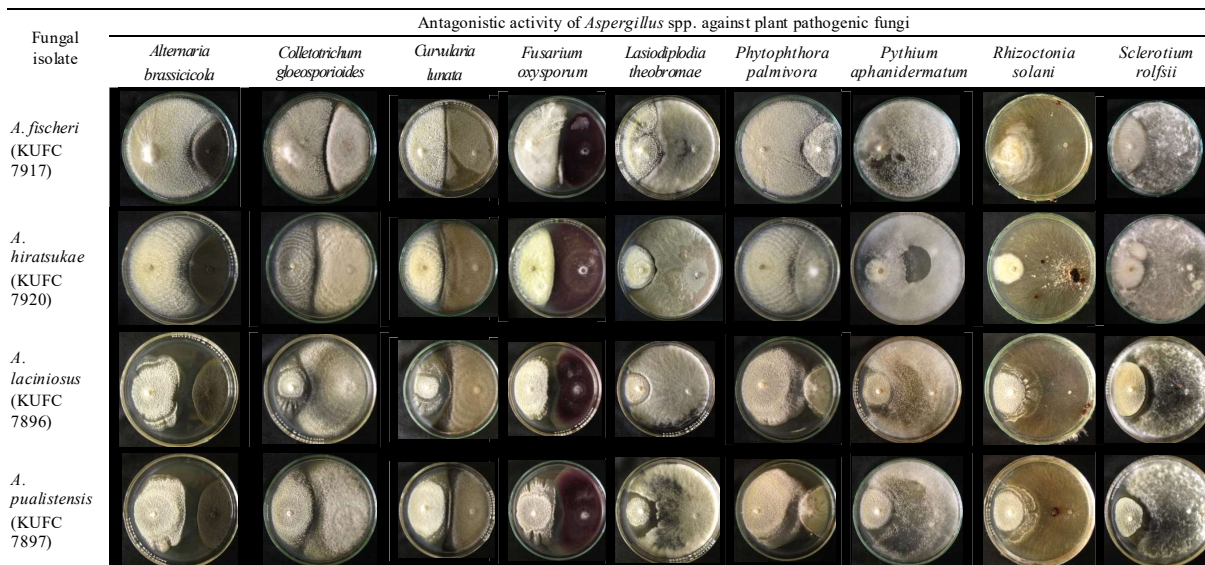 Antagonistic activity of Aspergillus spp. against plant pathogenic fungi
Fungal
isolate
Alternaria
brassicicola
Colletotrichum
gloeosporioides
Curvularia
lunata
Fusarium
oxysporum
Lasiodiplodia
theobromae
Phytophthora
palmivora
Pythium
aphanidermatum
Rhizoctonia
solani
Sclerotium
rolfsii
A. fischeri
(KUFC
7917)
A.
hiratsukae
(KUFC
7920)
A.
laciniosus
(KUFC
7896)
A.
pualistensis
(KUFC
7897)